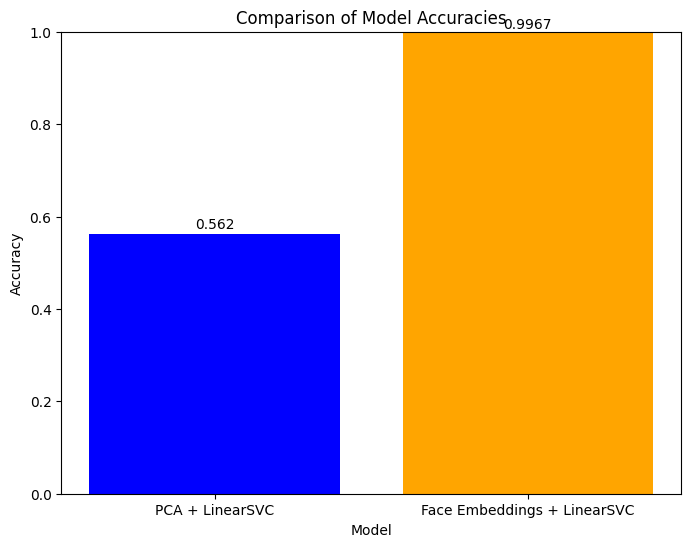 Comparison of Model Accuracies
0.9967
1.0
0.8
0.6
0.4
0.2
0.0
Accuracy
0.562
PCA + LinearSVC
Face Embeddings + LinearSVC
Model